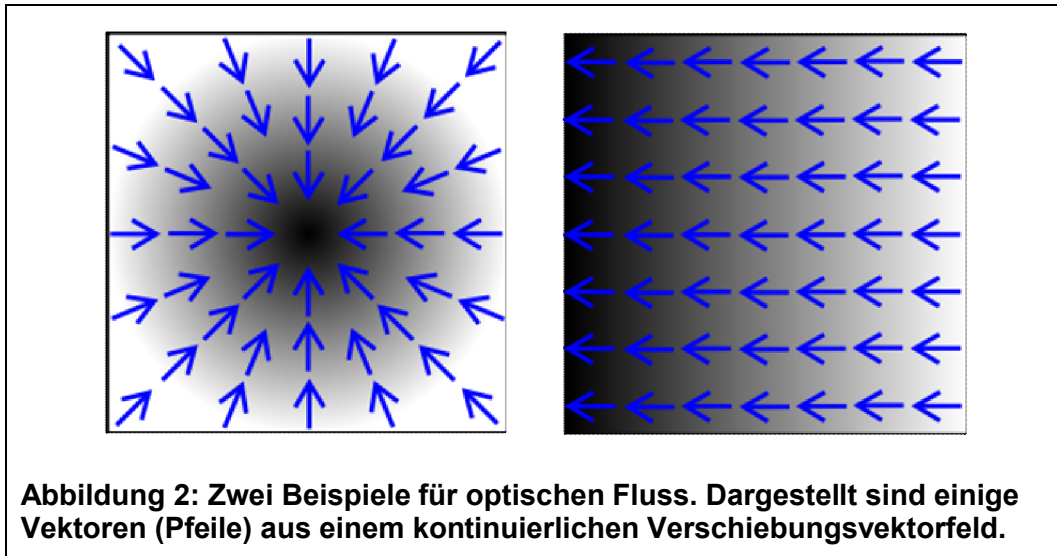 Abbildung 2: Zwei Beispiele für optischen Fluss. Dargestellt sind einige
Vektoren (Pfeile) aus einem kontinuierlichen Verschiebungsvektorfeld.